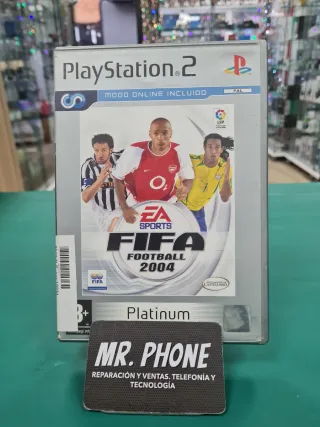 PlayStation 2
MODO ONLINE INCLUIDO
PAL
O2
EA
SPORTS
FIFA
FOOTBALL
2004
FIFA
3+
Platinum
MR. PHONE
REPARACIÓN Y VENTAS. TELEFONÍA Y
TECNOLOGÍA